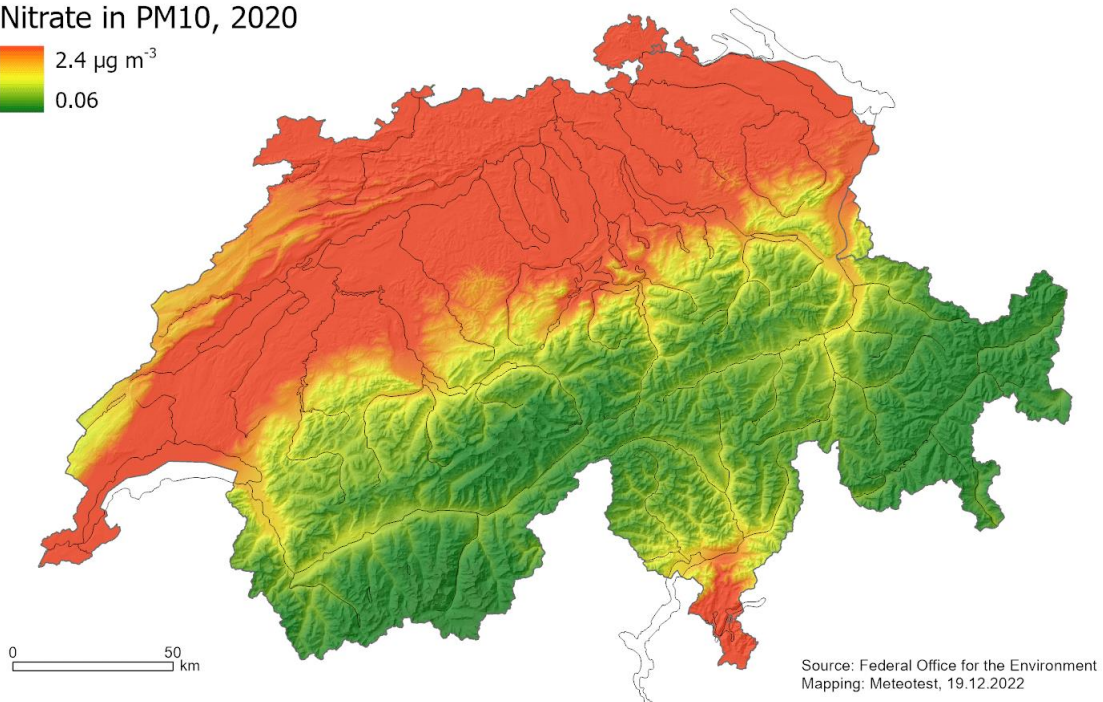 Nitrate in PM10, 2020
2.4 µg m-3
0.06
0 50
km
Source: Federal Office for the Environment
Mapping: Meteotest, 19.12.2022